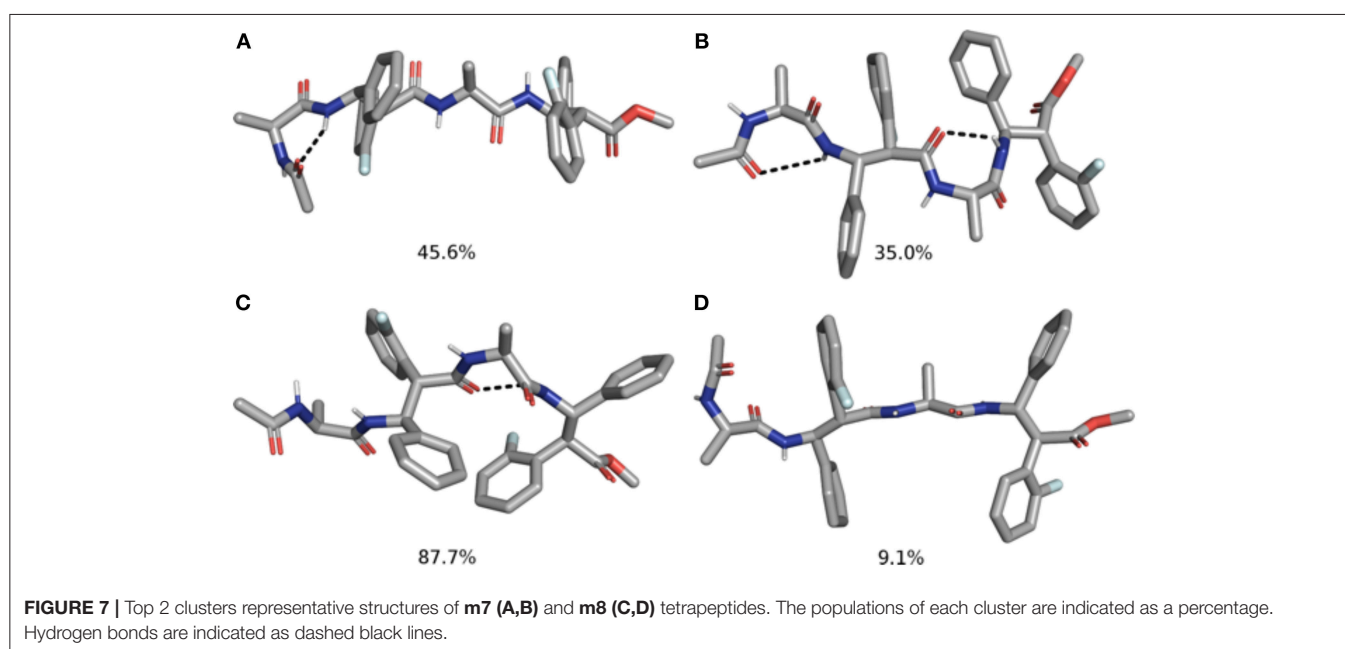 A
B
45.6%
35.0%
C
D
87.7%
9.1%
FIGURE 7 | Top 2 clusters representative structures of m7 (A,B) and m8 (C,D) tetrapeptides. The populations of each cluster are indicated as a percentage.
Hydrogen bonds are indicated as dashed black lines.